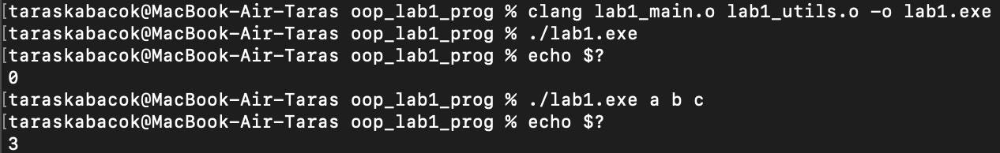 [taraskabacok@MacBook-Air-Taras oop_lab1_prog % clang lab1_main.o lab1_utils.o -o lab1.exe
[taraskabacok@MacBook-Air-Taras oop_lab1_prog % ./lab1.exe
[taraskabacok@MacBook-Air-Taras oop_lab1_prog % echo $?
0
[taraskabacok@MacBook-Air-Taras oop_lab1_prog % ./lab1.exe a b c
[taraskabacok@MacBook-Air-Taras oop_lab1_prog % echo $?
3